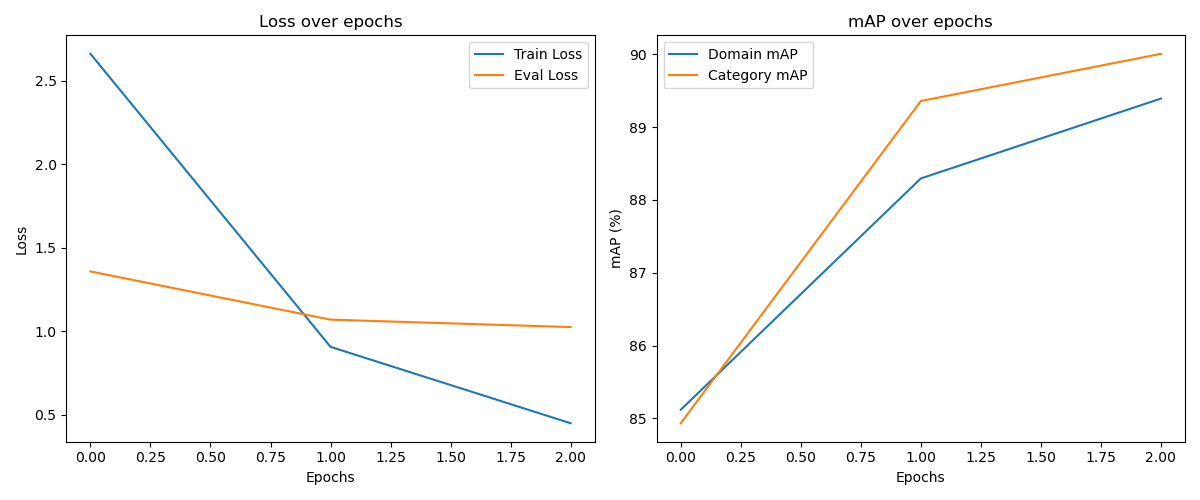 Loss over epochs
Train Loss
Eval Loss
2.5
2.0
1.5
1.0
0.5
Loss
0.00 0.25 0.50 0.75 1.00 1.25 1.50 1.75 2.00
Epochs
mAP over epochs
Domain mAP
Category mAP
90
89
88
87
86
85
mAP (%)
0.00 0.25 0.50 0.75 1.00 1.25 1.50 1.75 2.00
Epochs